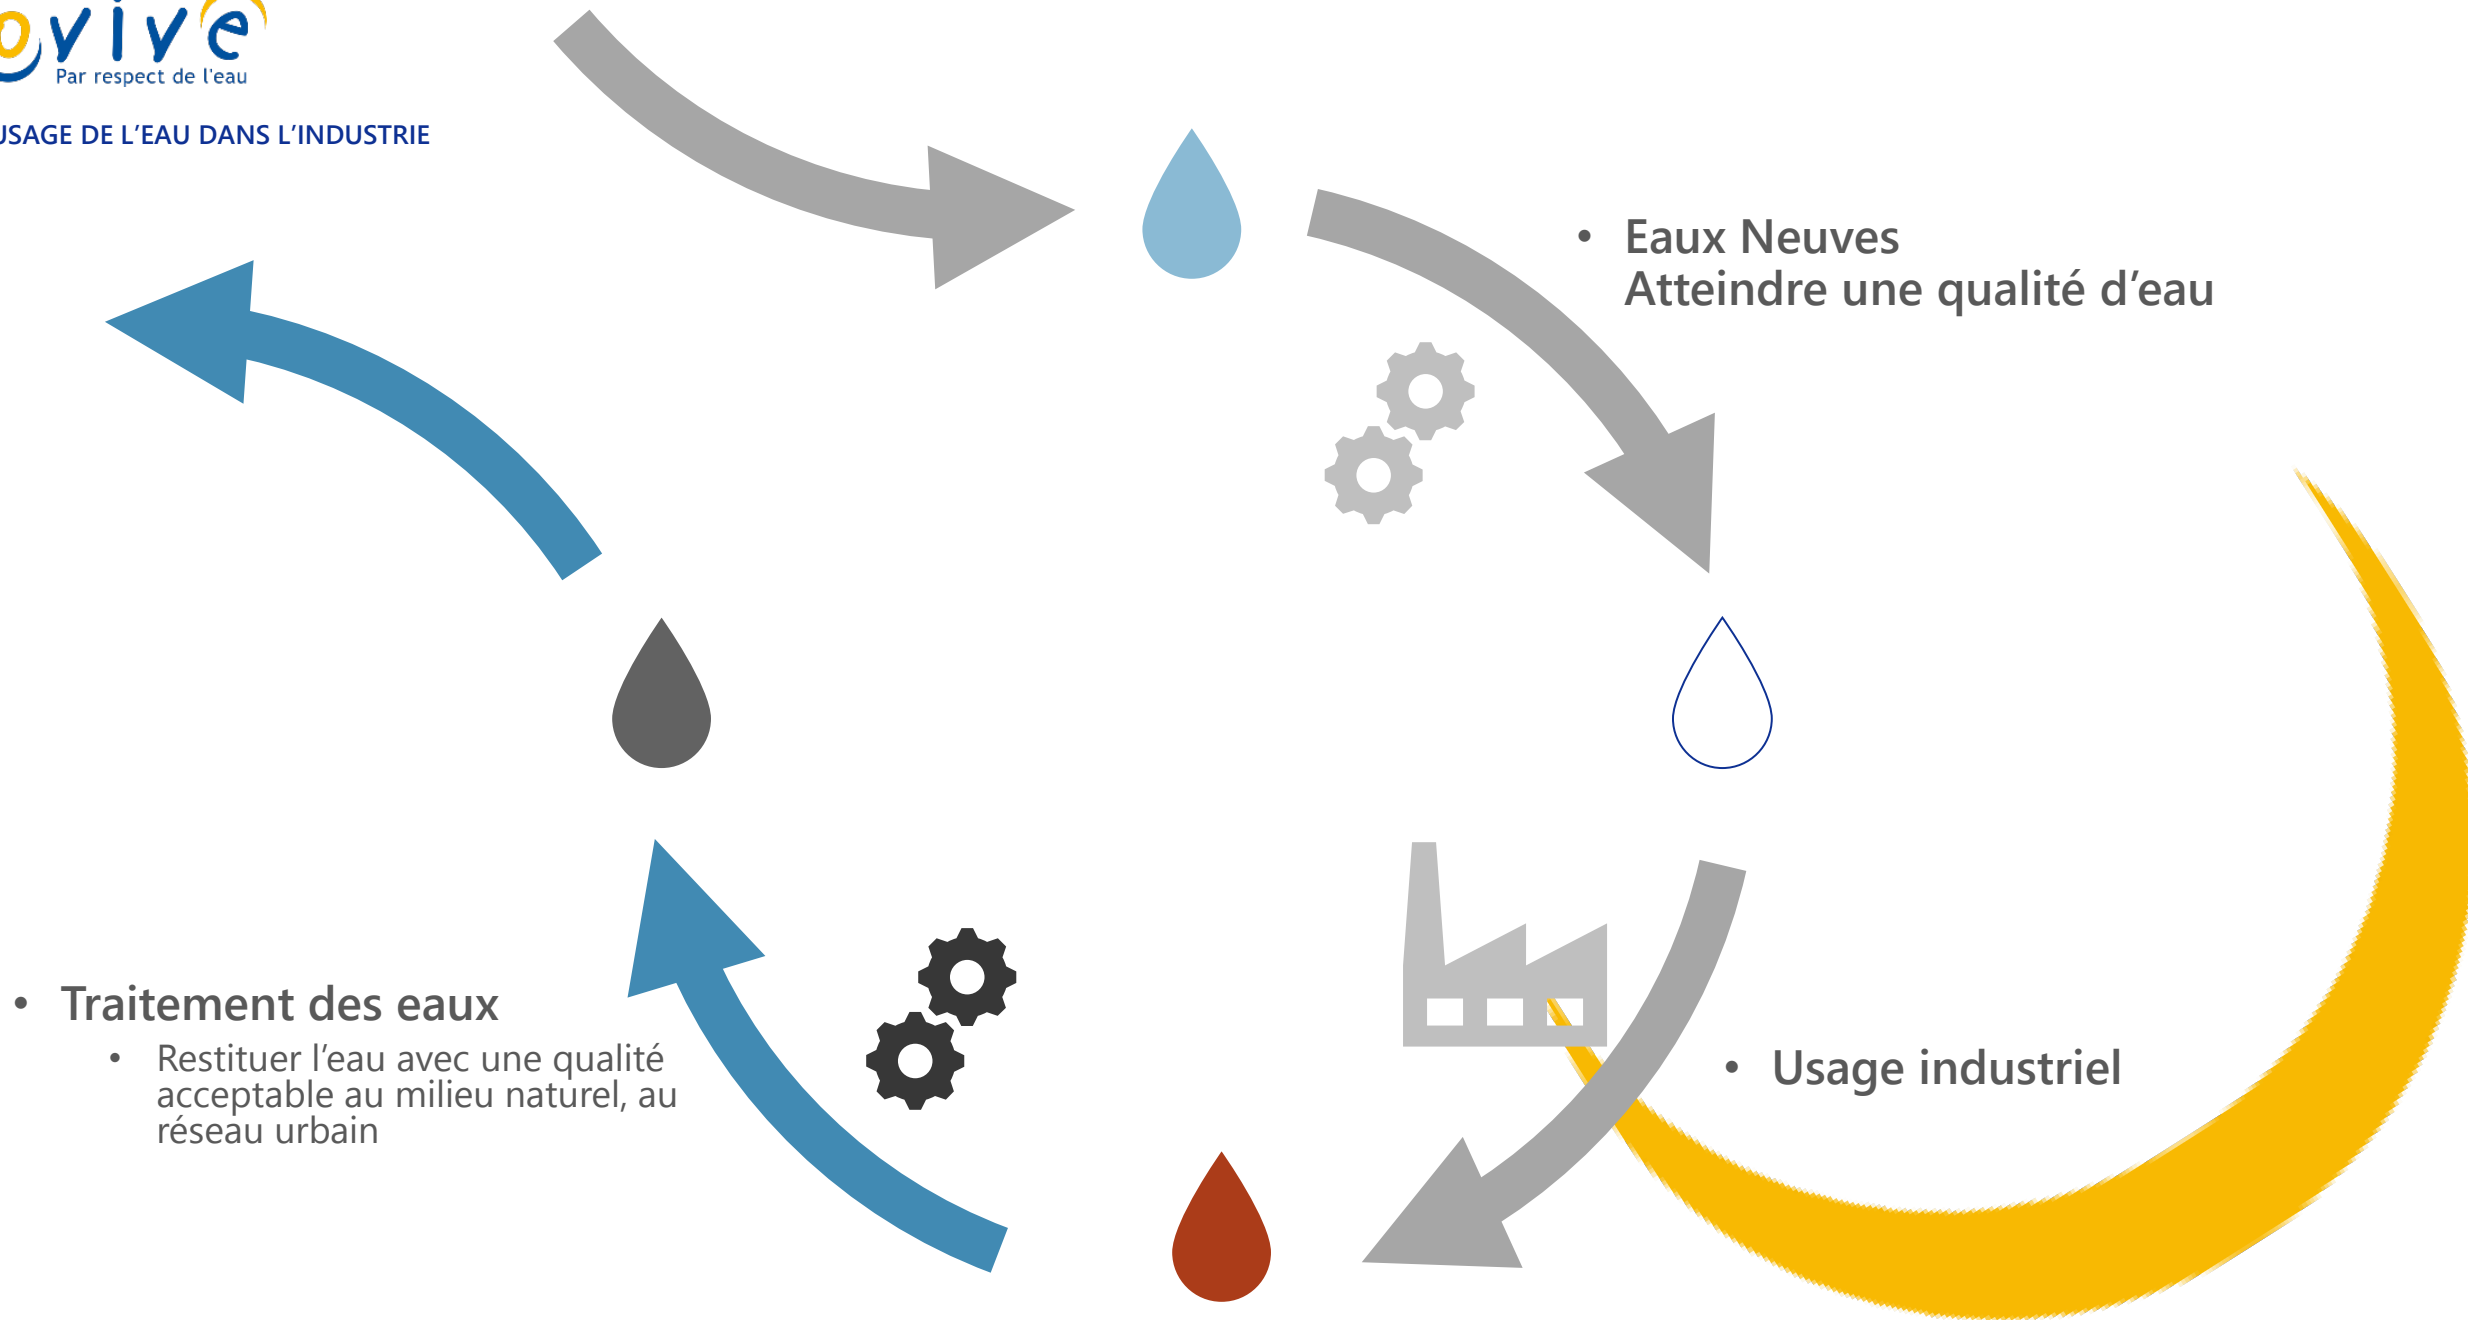 ovive
Par respect de l'eau
USAGE DE L’EAU DANS L’INDUSTRIE
• Eaux Neuves
Atteindre une qualité d’eau
• Usage industriel
• Traitement des eaux
• Restituer l’eau avec une qualité
acceptable au milieu naturel, au
réseau urbain